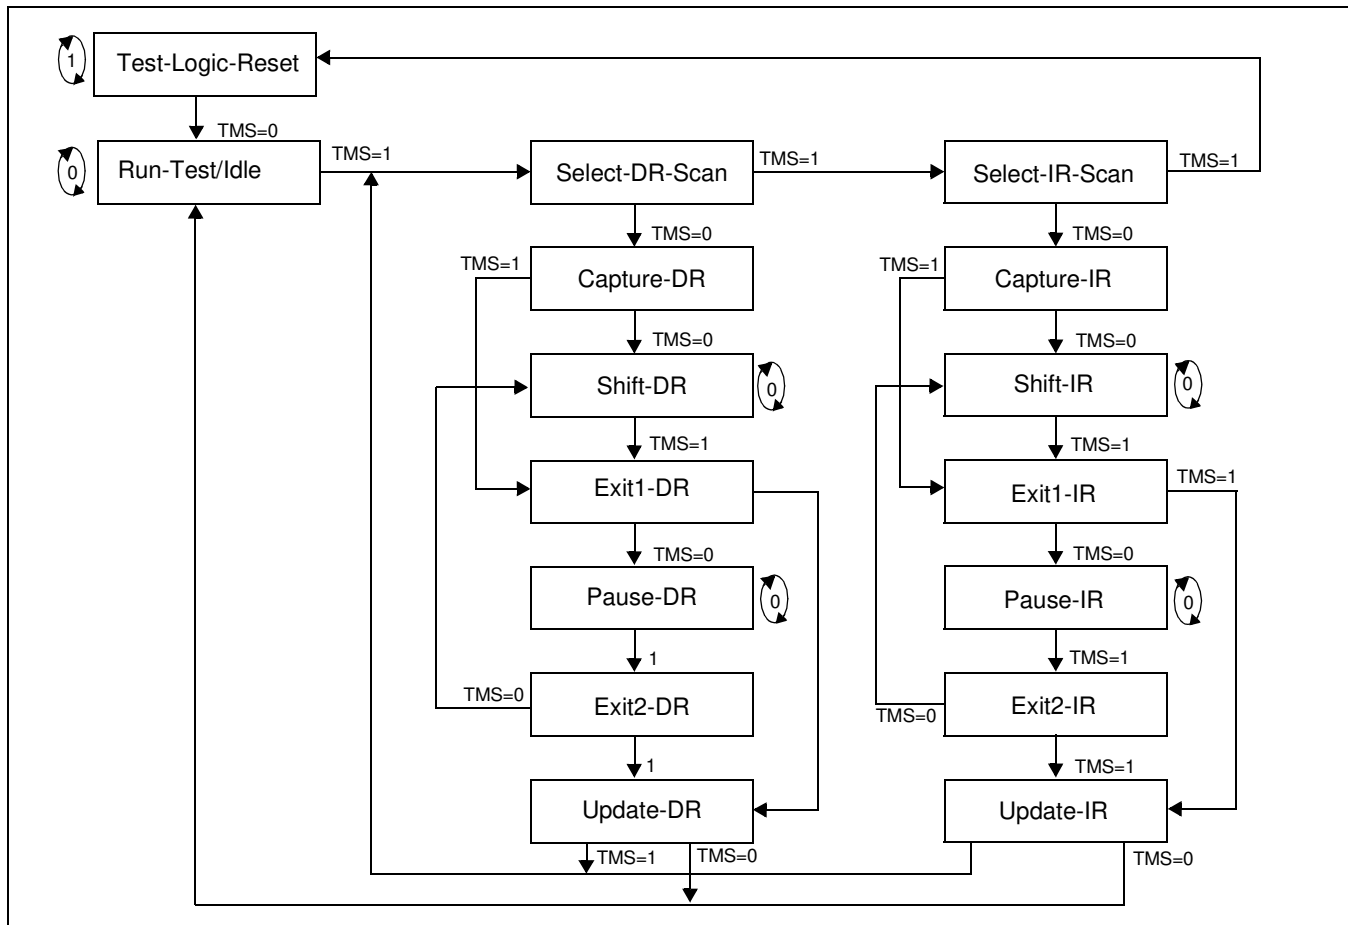 1
Test-Logic-Reset
TMS=0
0
Run-Test/Idle
TMS=1
Select-DR-Scan
TMS=1
Select-IR-Scan
TMS=1
TMS=0
TMS=0
TMS=1
Capture-DR
TMS=1
Capture-IR
TMS=0
TMS=0
Shift-DR
0
Shift-IR
0
TMS=1
TMS=1
Exit1-DR
Exit1-IR
TMS=1
TMS=0
TMS=0
Pause-DR
0
Pause-IR
0
1
TMS=1
TMS=0
Exit2-DR
TMS=0
Exit2-IR
1
TMS=1
Update-DR
Update-IR
TMS=1
TMS=0
TMS=0